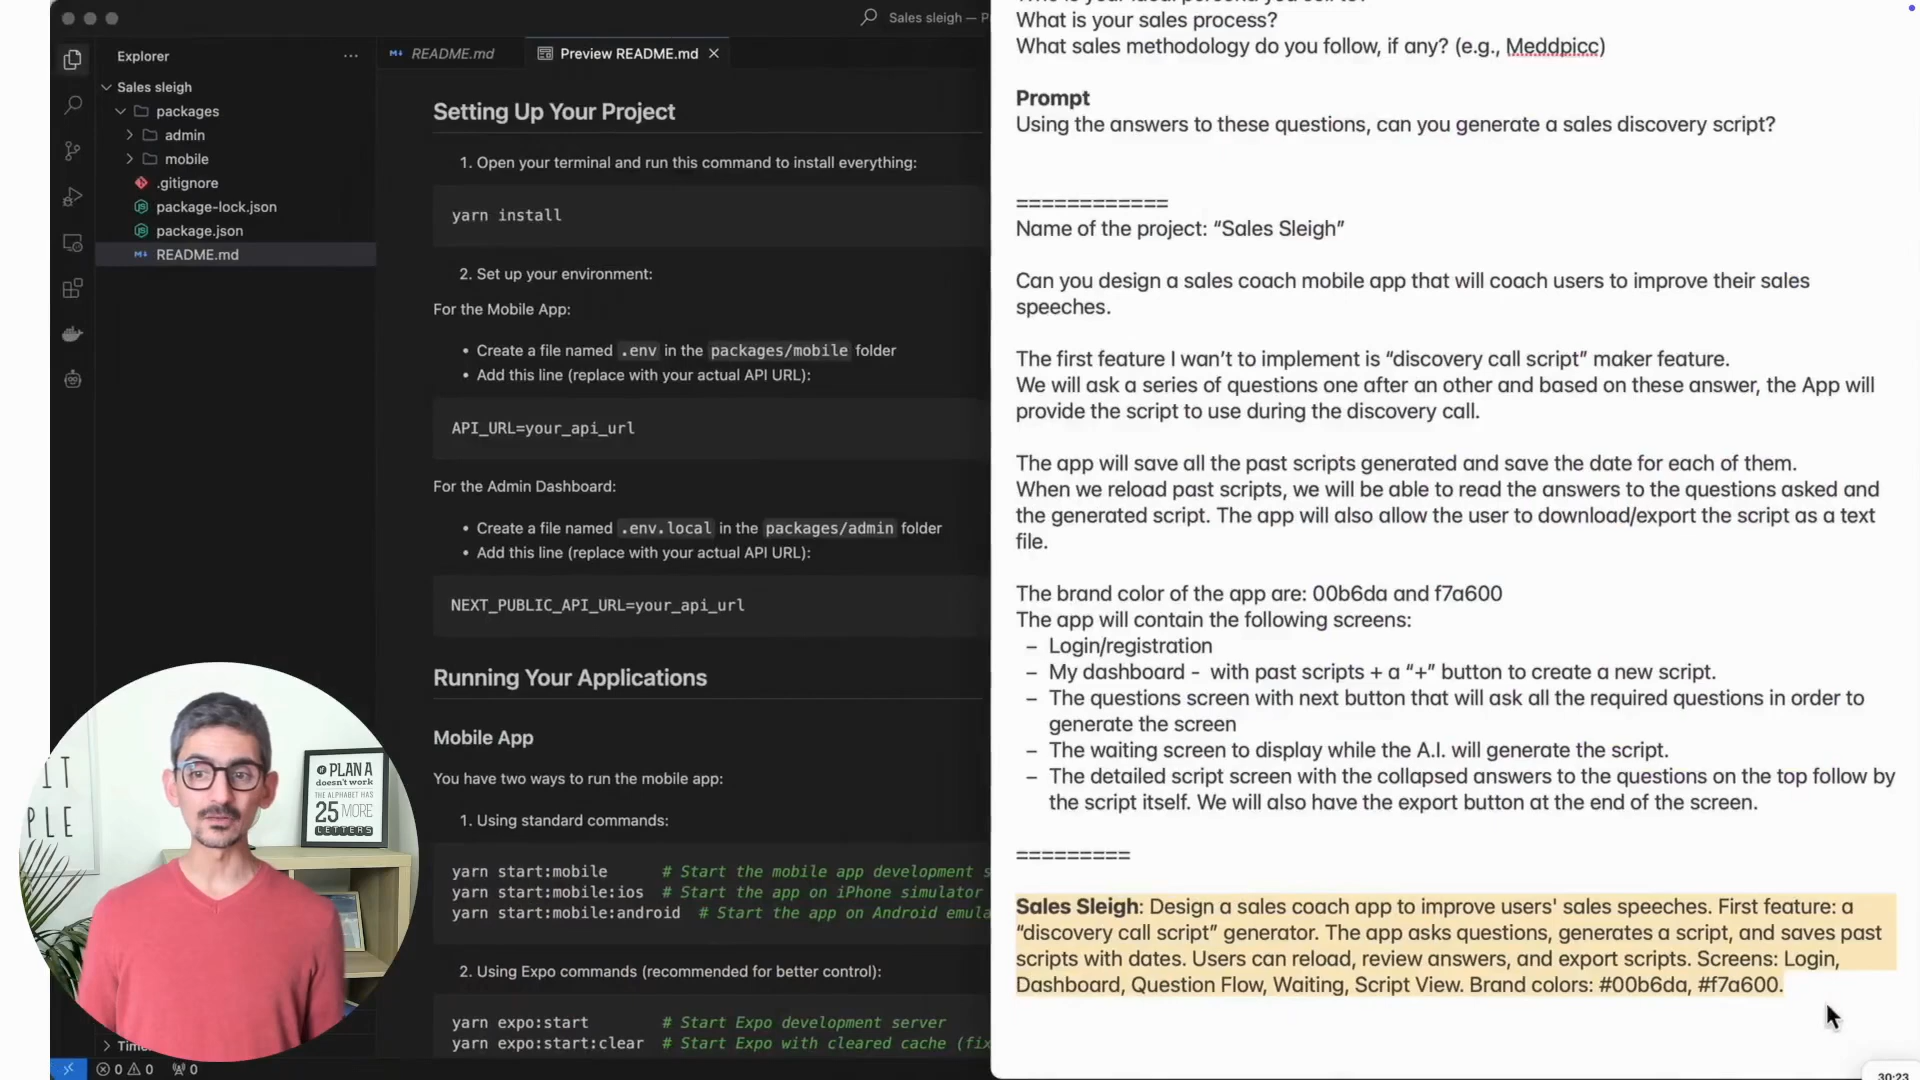 Sales sleigh — P
Explorer
Sales sleigh
packages
admin
mobile
.gitignore
package-lock.json
package.json
README.md
README.md
Preview README.md
Setting Up Your Project
1. Open your terminal and run this command to install everything:
yarn install
2. Set up your environment:
For the Mobile App:
• Create a file named .env in the packages/mobile folder
• Add this line (replace with your actual API URL):
API_URL=your_api_url
For the Admin Dashboard:
• Create a file named .env.local in the packages/admin folder
• Add this line (replace with your actual API URL):
NEXT_PUBLIC_API_URL=your_api_url
Running Your Applications
Mobile App
You have two ways to run the mobile app:
1. Using standard commands:
yarn start:mobile # Start the mobile app development s
yarn start:mobile:ios # Start the app on iPhone simulator
yarn start:mobile:android # Start the app on Android emula
2. Using Expo commands (recommended for better control):
yarn expo:start # Start Expo development server
yarn expo:start:clear # Start Expo with cleared cache (fix
What is your sales process?
What sales methodology do you follow, if any? (e.g., Meddpicc)
Prompt
Using the answers to these questions, can you generate a sales discovery script?
============
Name of the project: “Sales Sleigh”
Can you design a sales coach mobile app that will coach users to improve their sales
speeches.
The first feature I wan’t to implement is “discovery call script” maker feature.
We will ask a series of questions one after an other and based on these answer, the App will
provide the script to use during the discovery call.
The app will save all the past scripts generated and save the date for each of them.
When we reload past scripts, we will be able to read the answers to the questions asked and
the generated script. The app will also allow the user to download/export the script as a text
file.
The brand color of the app are: 00b6da and f7a600
The app will contain the following screens:
– Login/registration
– My dashboard - with past scripts + a “+” button to create a new script.
– The questions screen with next button that will ask all the required questions in order to
generate the screen
– The waiting screen to display while the A.I. will generate the script.
– The detailed script screen with the collapsed answers to the questions on the top follow by
the script itself. We will also have the export button at the end of the screen.
=========
Sales Sleigh: Design a sales coach app to improve users' sales speeches. First feature: a
“discovery call script” generator. The app asks questions, generates a script, and saves past
scripts with dates. Users can reload, review answers, and export scripts. Screens: Login,
Dashboard, Question Flow, Waiting, Script View. Brand colors: #00b6da, #f7a600.
IT
PLE
IF PLAN A
doesn't work
THE ALPHABET HAS
25 MORE
LETTERS
Time
0 0 0
30:23